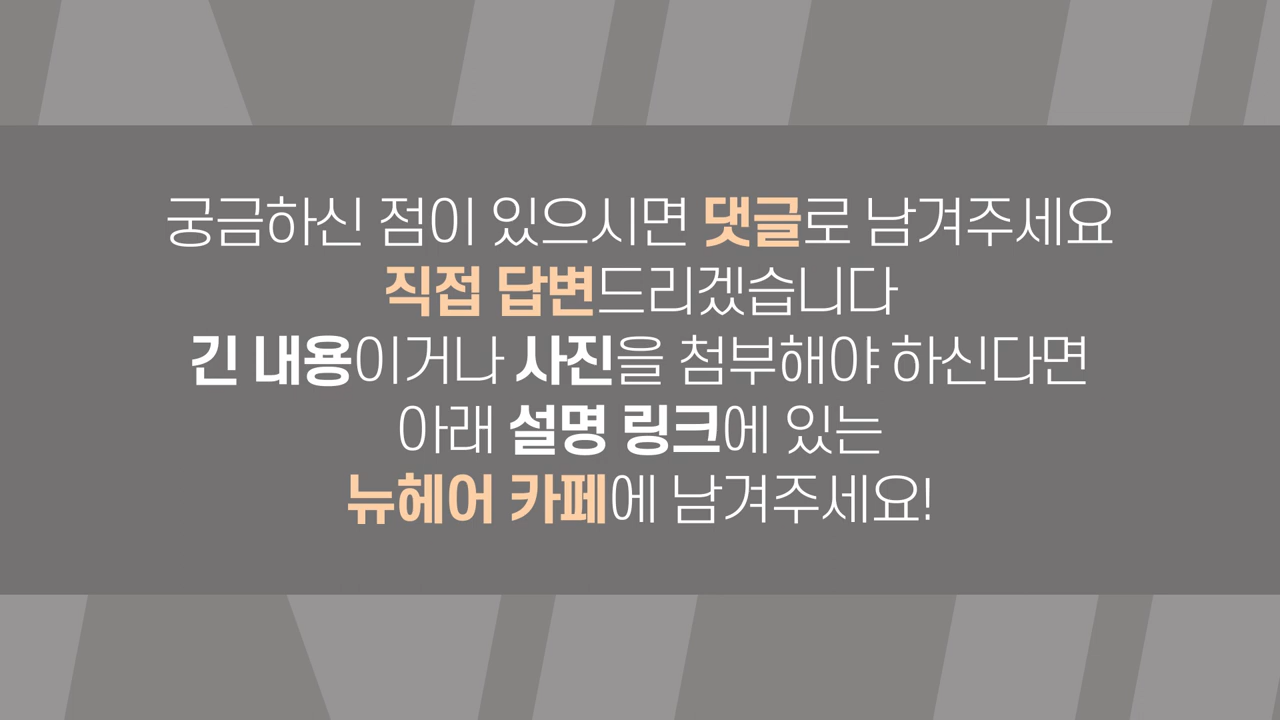 궁금하신 점이 있으시면 댓글로 남겨주세요
직접 답변드리겠습니다
긴 내용이거나 사진을 첨부해야 하신다면
아래 설명 링크에 있는
뉴헤어 카페에 남겨주세요!